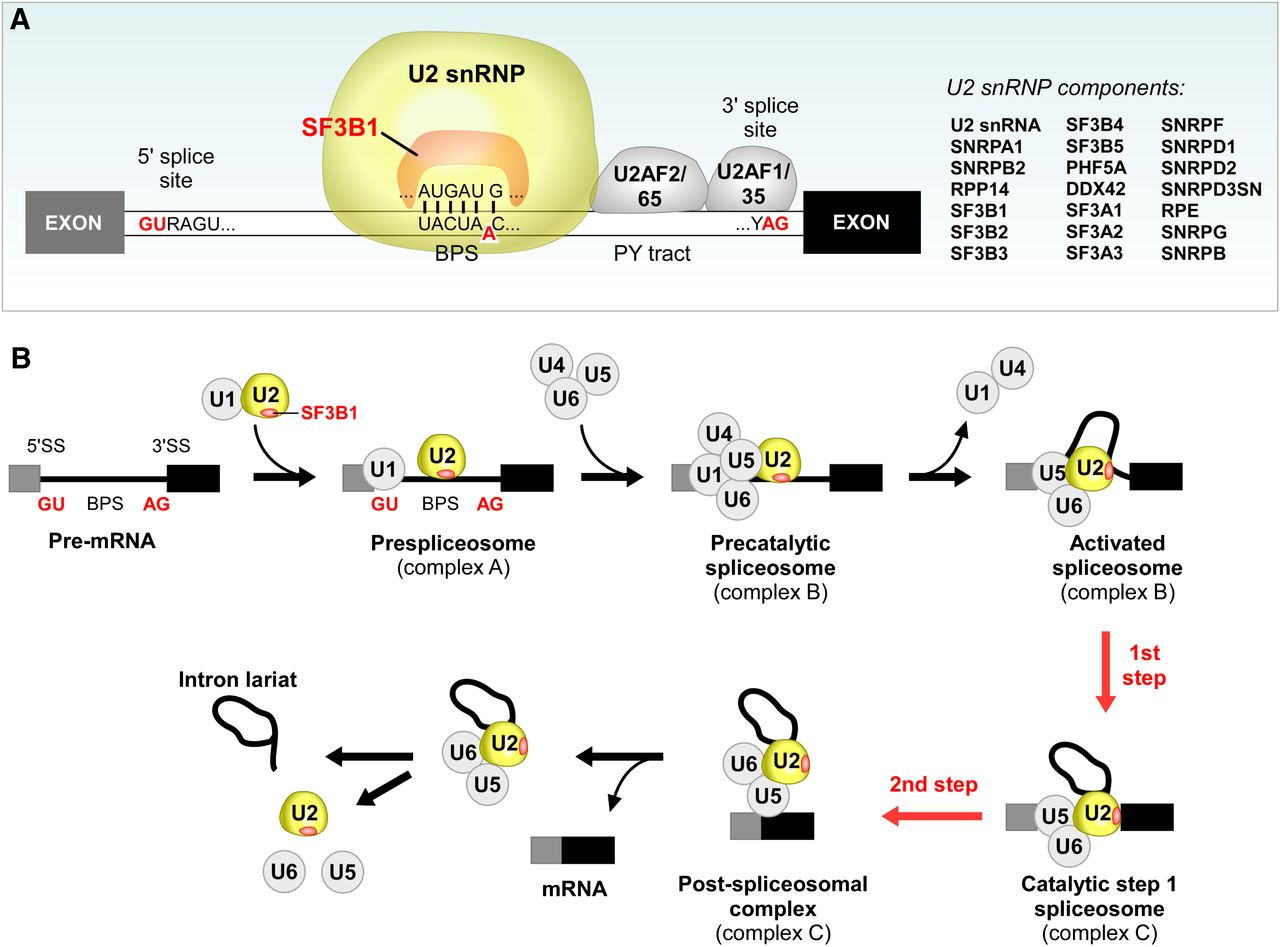 A
U2 snRNP
SF3B1
5' splice
site
3' splice
site
U2AF2/
65
U2AF1/
35
... AUGAU G ...
EXON
GURAGU...
UACUA C...
A
...YAG
EXON
BPS
PY tract
U2 snRNP components:
U2 snRNA SF3B4 SNRPF
SNRPA1 SF3B5 SNRPD1
SNRPB2 PHF5A SNRPD2
RPP14 DDX42 SNRPD3SN
SF3B1 SF3A1 RPE
SF3B2 SF3A2 SNRPG
SF3B3 SF3A3 SNRPB
B
U1 U2
SF3B1
5'SS 3'SS
GU BPS AG
Pre-mRNA
U1 U2
GU BPS AG
Prespliceosome
(complex A)
U4 U5
U6
U4
U1 U5 U2
U6
Precatalytic
spliceosome
(complex B)
U1 U4
U5 U2
U6
Activated
spliceosome
(complex B)
1st
step
U5 U2
U6
Catalytic step 1
spliceosome
(complex C)
2nd step
U6 U2
U5
Post-spliceosomal
complex
(complex C)
mRNA
U6 U2
U5
Intron lariat
U2
U6 U5